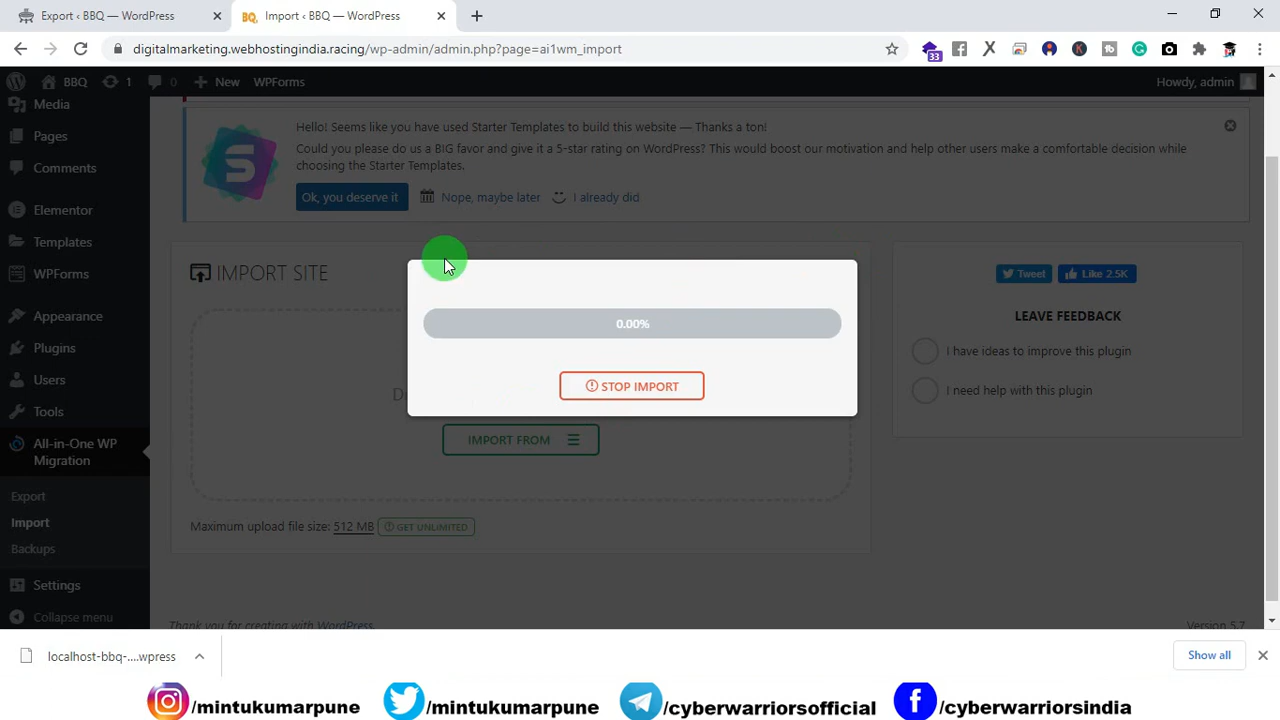 Export ‹ BBQ — WordPress
BQ. Import ‹ BBQ — WordPress
digitalmarketing.webhostingindia.racing/wp-admin/admin.php?page=ai1wm_import
33
BBQ 1 0 New WPForms Howdy, admin
Media
Pages
Comments
Elementor
Templates
WPForms
Appearance
Plugins
Users
Tools
All-in-One WP
Migration
Export
Import
Backups
Settings
Collapse menu
Hello! Seems like you have used Starter Templates to build this website — Thanks a ton!
Could you please do us a BIG favor and give it a 5-star rating on WordPress? This would boost our motivation and help other users make a comfortable decision while
choosing the Starter Templates.
Ok, you deserve it Nope, maybe later I already did
IMPORT SITE
0.00%
STOP IMPORT
IMPORT FROM
Maximum upload file size: 512 MB GET UNLIMITED
Tweet Like 2.5K
LEAVE FEEDBACK
I have ideas to improve this plugin
I need help with this plugin
Thank you for creating with WordPress. Version 5.7
localhost-bbq-....wpress Show all
/mintukumarpune /mintukumarpune /cyberwarriorsofficial /cyberwarriorsindia